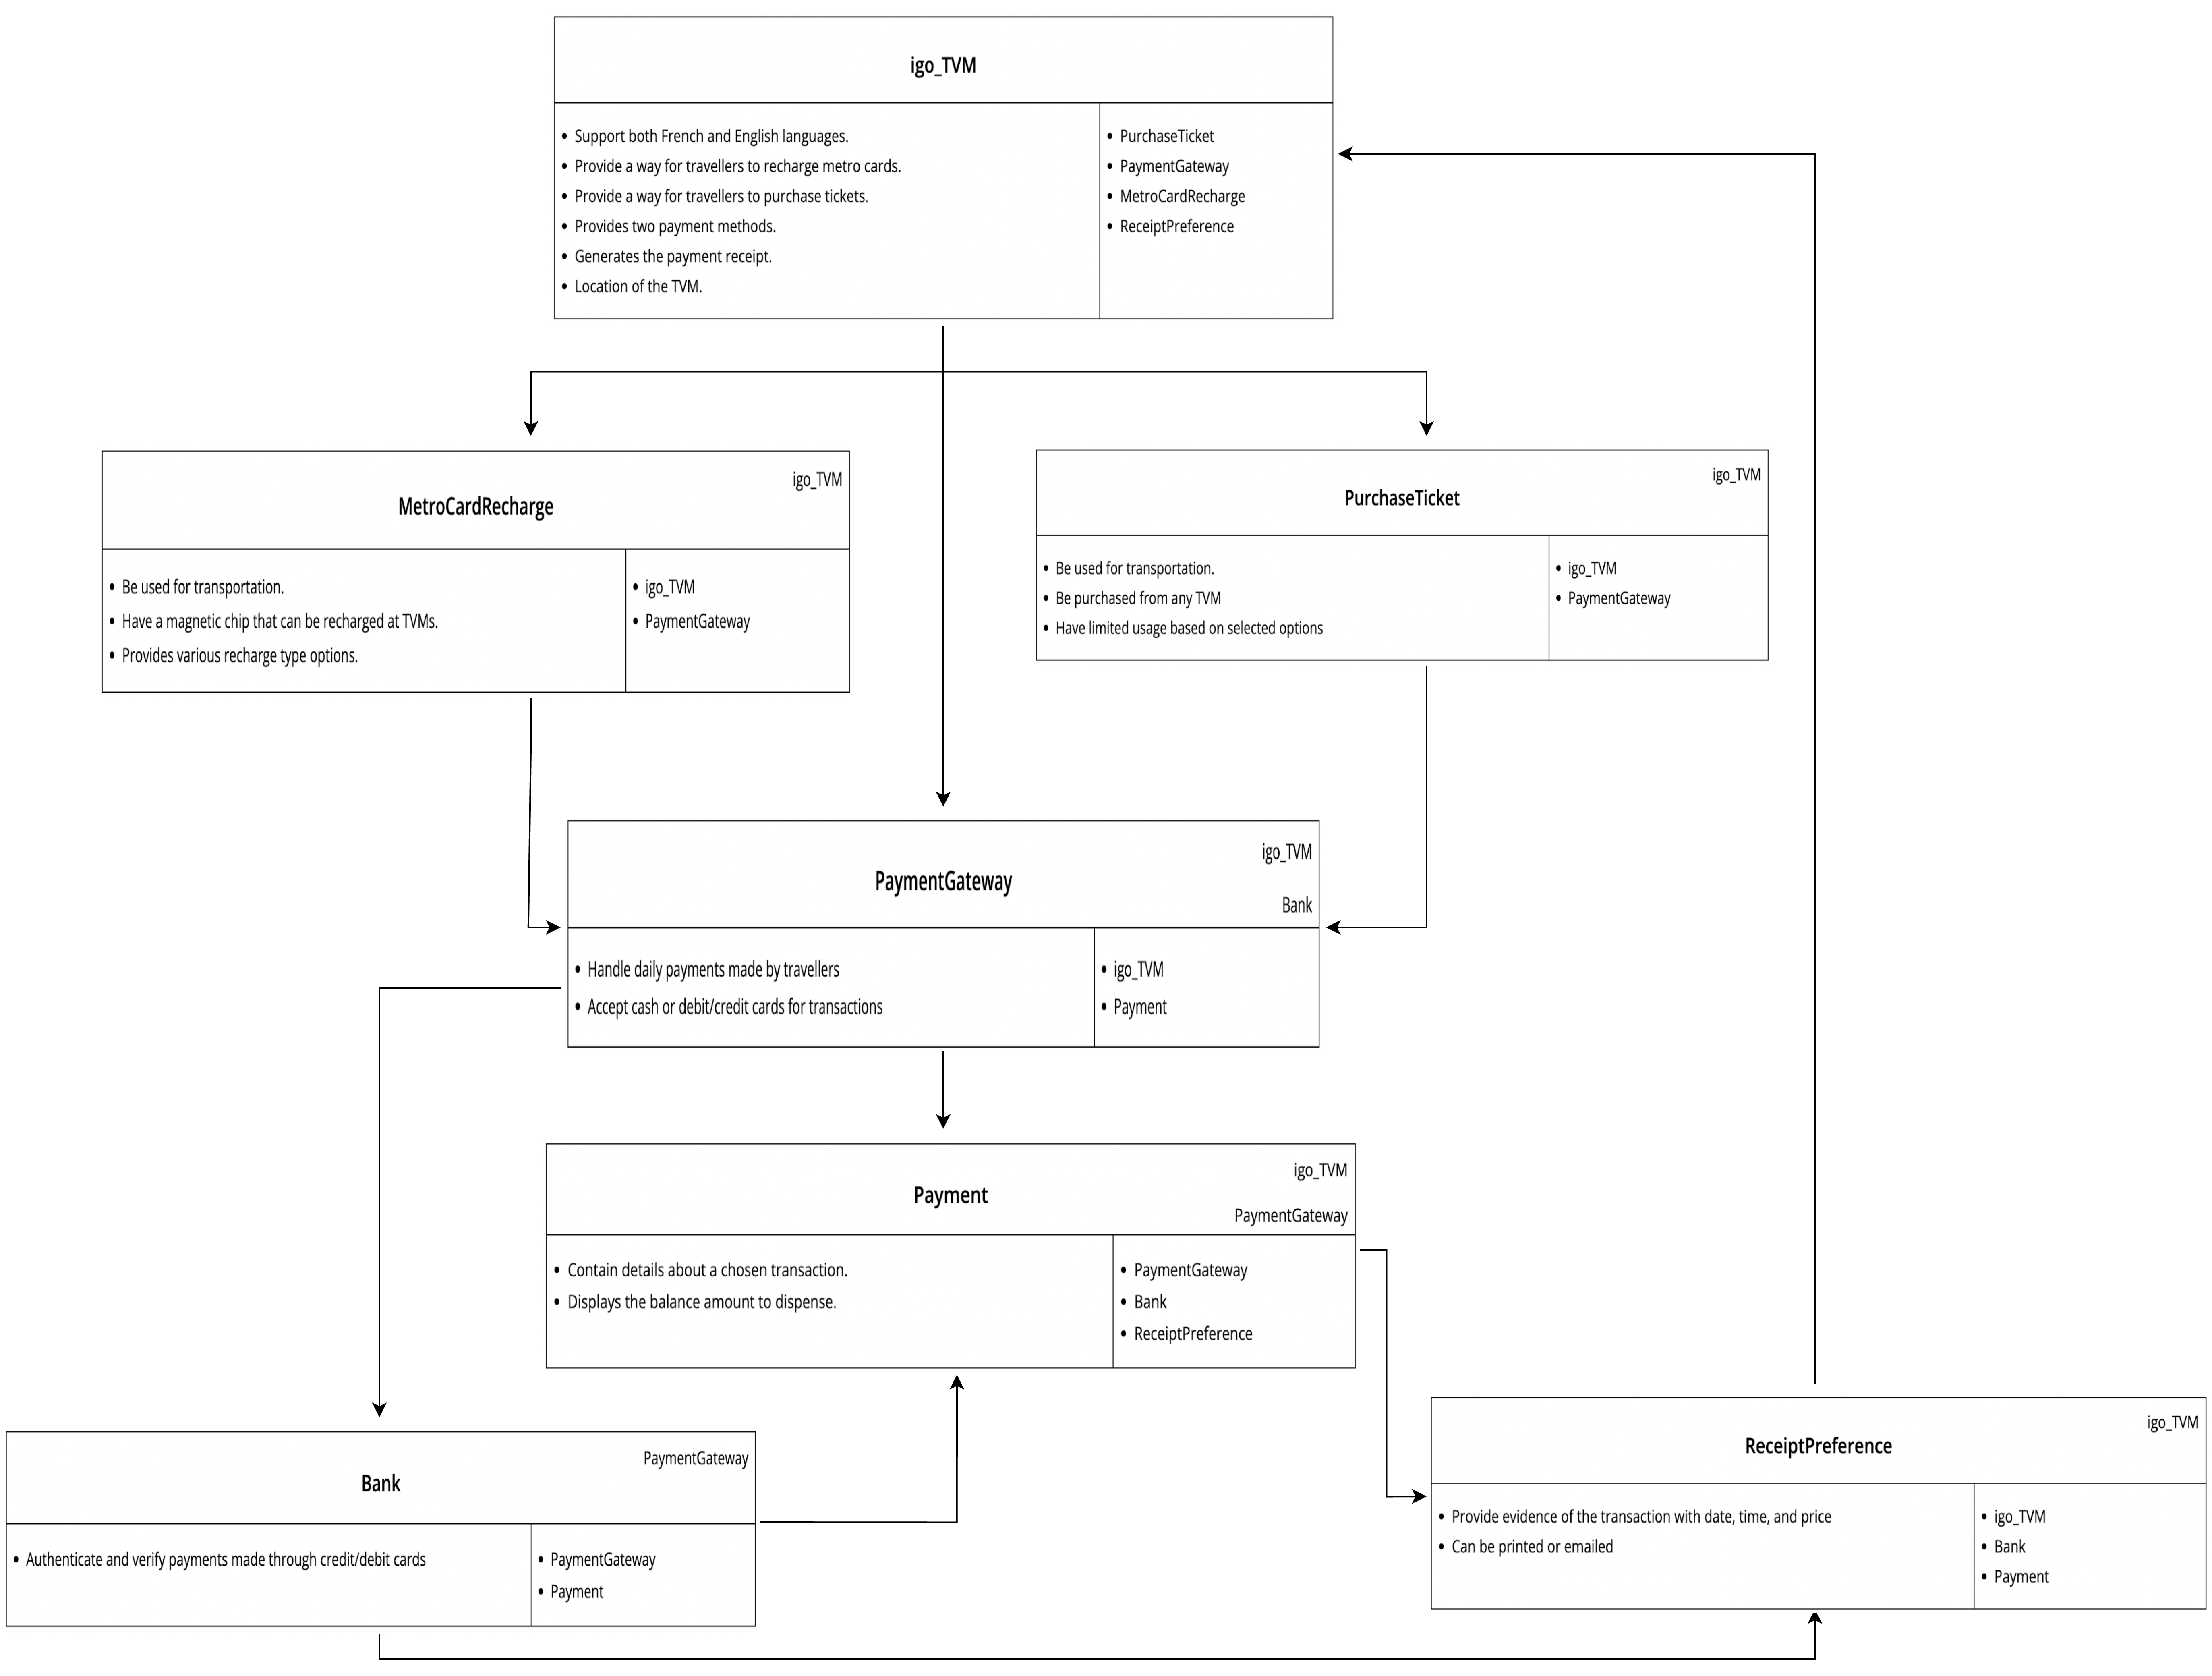 igo_TVM
• Support both French and English languages.
• Provide a way for travellers to recharge metro cards.
• Provide a way for travellers to purchase tickets.
• Provides two payment methods.
• Generates the payment receipt.
• Location of the TVM.
• PurchaseTicket
• PaymentGateway
• MetroCardRecharge
• ReceiptPreference
igo_TVM
MetroCardRecharge
• Be used for transportation.
• Have a magnetic chip that can be recharged at TVMs.
• Provides various recharge type options.
• igo_TVM
• PaymentGateway
igo_TVM
PurchaseTicket
• Be used for transportation.
• Be purchased from any TVM
• Have limited usage based on selected options
• igo_TVM
• PaymentGateway
igo_TVM
PaymentGateway
Bank
• Handle daily payments made by travellers
• Accept cash or debit/credit cards for transactions
• igo_TVM
• Payment
igo_TVM
Payment
PaymentGateway
• Contain details about a chosen transaction.
• Displays the balance amount to dispense.
• PaymentGateway
• Bank
• ReceiptPreference
PaymentGateway
Bank
• Authenticate and verify payments made through credit/debit cards
• PaymentGateway
• Payment
igo_TVM
ReceiptPreference
• Provide evidence of the transaction with date, time, and price
• Can be printed or emailed
• igo_TVM
• Bank
• Payment